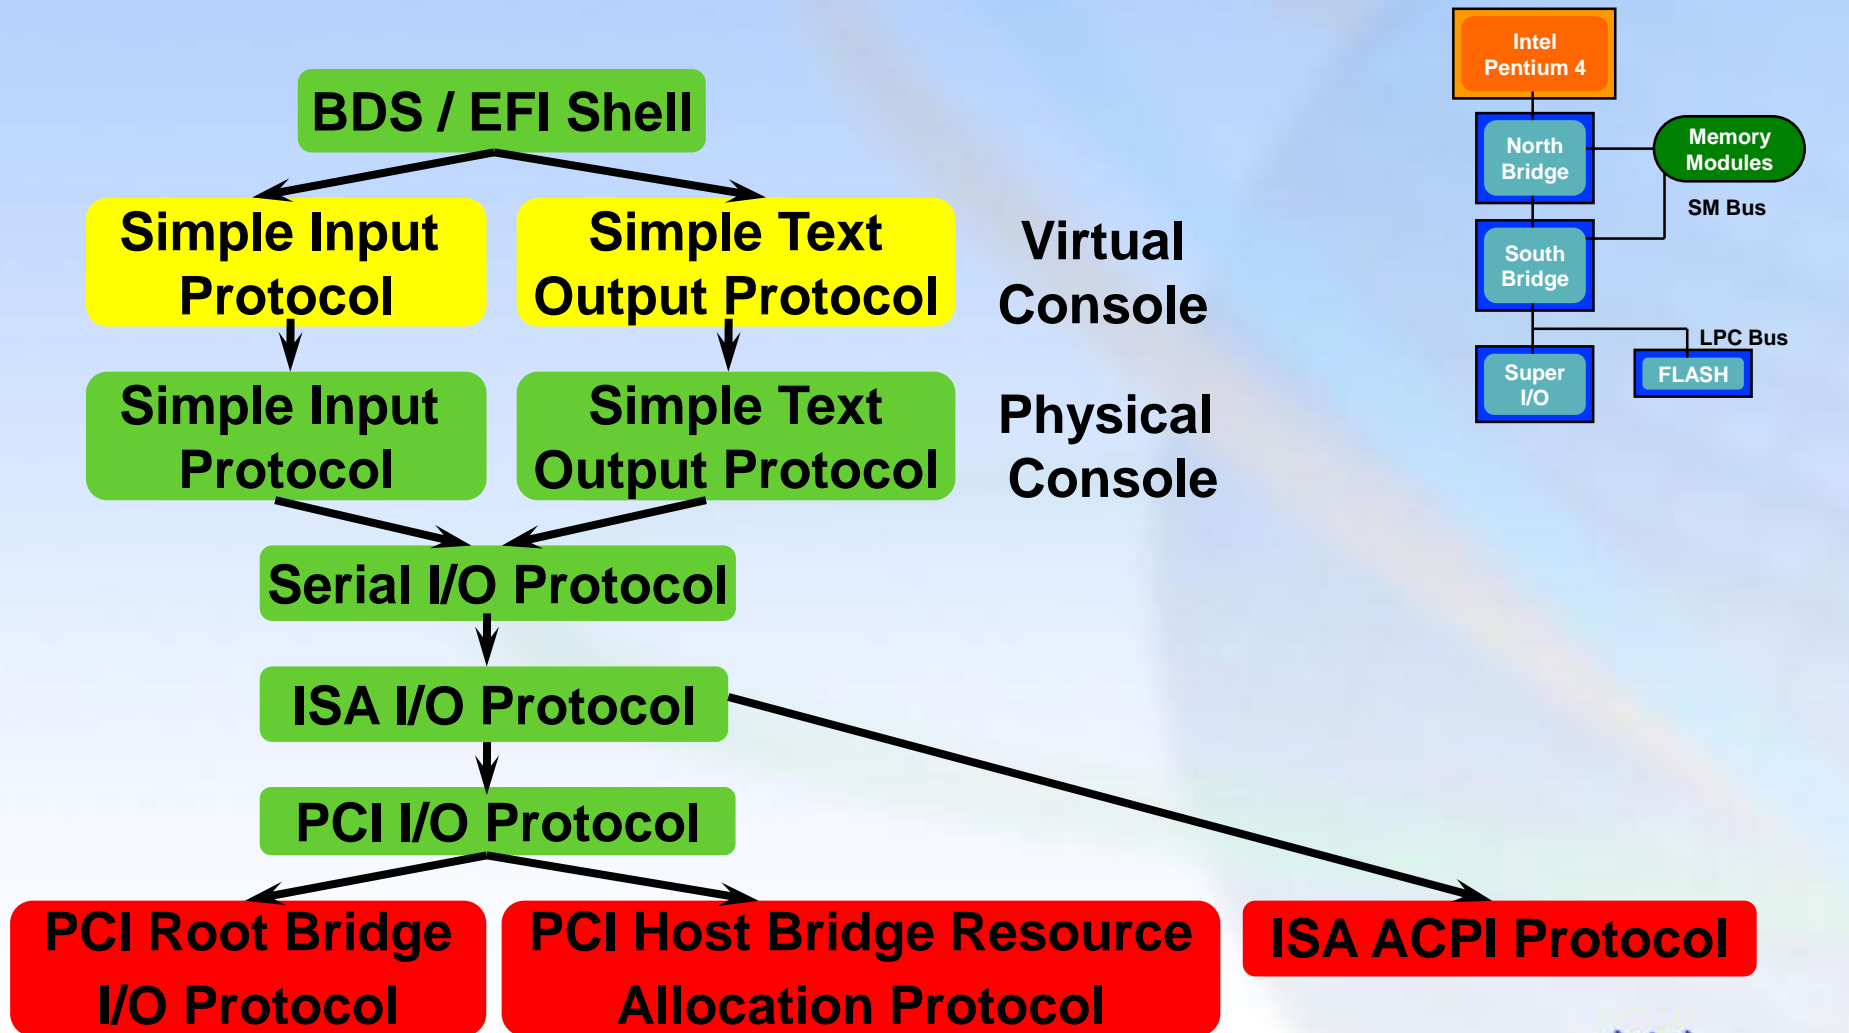 BDS / EFI Shell
Simple Input
Protocol
Simple Text
Output Protocol
Virtual
Console
Simple Input
Protocol
Simple Text
Output Protocol
Physical
Console
Serial I/O Protocol
ISA I/O Protocol
PCI I/O Protocol
PCI Root Bridge
I/O Protocol
PCI Host Bridge Resource
Allocation Protocol
ISA ACPI Protocol
Intel
Pentium 4
North
Bridge
Memory
Modules
SM Bus
South
Bridge
LPC Bus
Super
I/O
FLASH